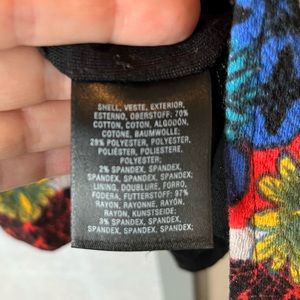 SHELL, VESTE, EXTERIOR,
ESTERNO, OBERSTOFF: 70%
COTTON, COTON, ALGODÓN,
COTONE, BAUMWOLLE;
28% POLYESTER, POLYESTER,
POLIÉSTER, POLIESTERE,
POLYESTER;
2% SPANDEX, SPANDEX,
SPANDEX, SPANDEX, SPANDEX;
LINING, DOUBLURE, FORRO,
FODERA, FUTTERSTOFF: 97%
RAYON, RAYONNE, RAYÓN,
RAYON, KUNSTSEIDE;
3% SPANDEX, SPANDEX,
SPANDEX, SPANDEX, SPANDEX;